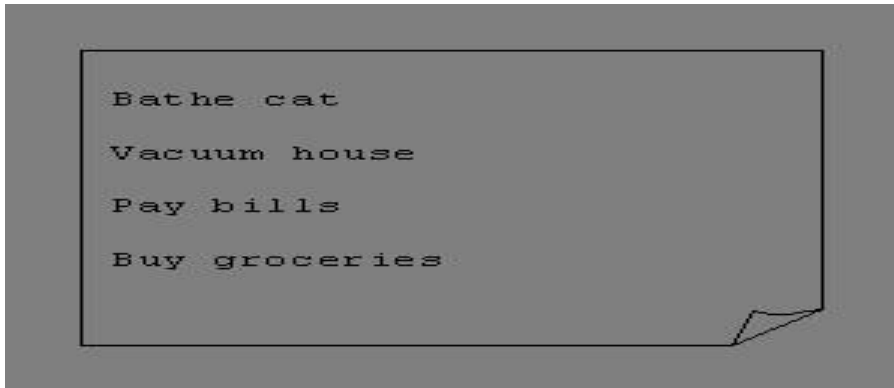 Bathe cat
Vacuum house
Pay bills
Buy groceries